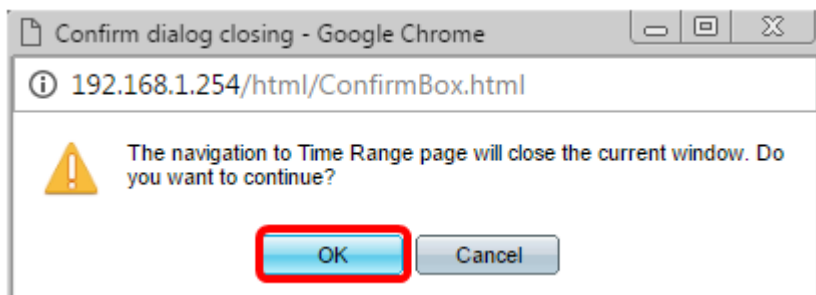 Confirm dialog closing - Google Chrome
192.168.1.254/html/ConfirmBox.html
The navigation to Time Range page will close the current window. Do
you want to continue?
OK Cancel